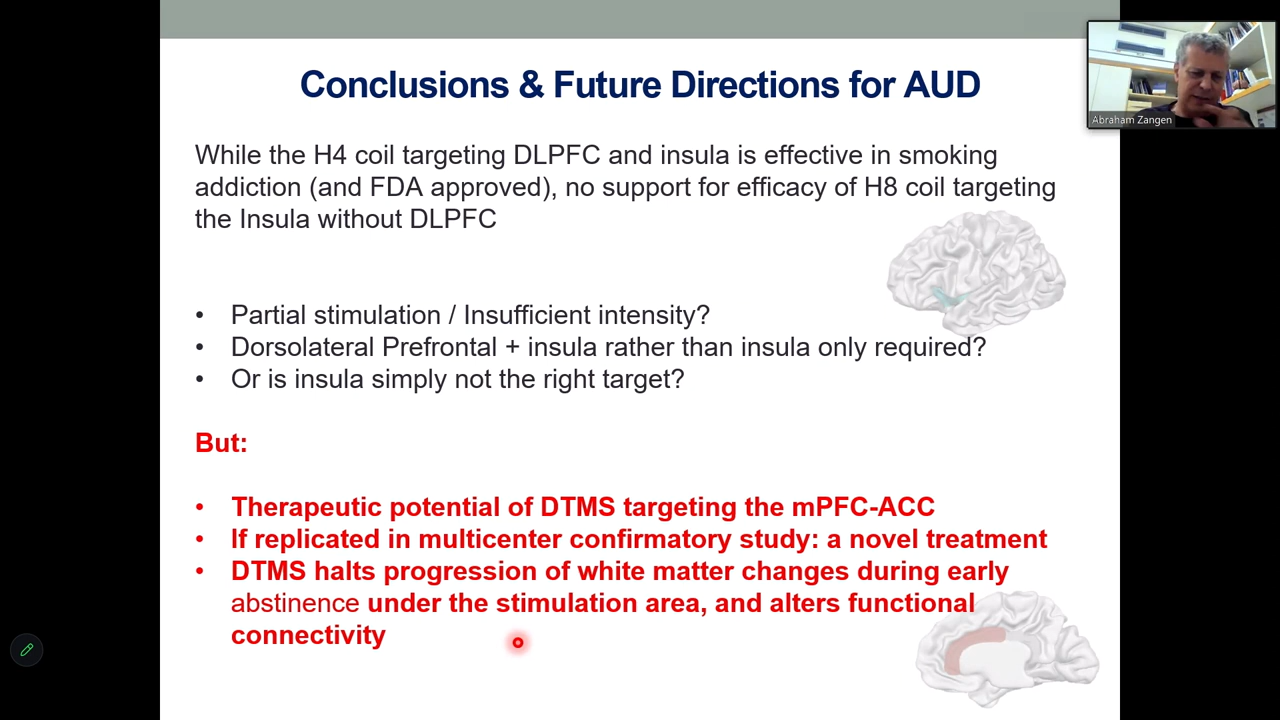 Conclusions & Future Directions for AUD
Abraham Zangen
While the H4 coil targeting DLPFC and insula is effective in smoking
addiction (and FDA approved), no support for efficacy of H8 coil targeting
the Insula without DLPFC
• Partial stimulation / Insufficient intensity?
• Dorsolateral Prefrontal + insula rather than insula only required?
• Or is insula simply not the right target?
But:
• Therapeutic potential of DTMS targeting the mPFC-ACC
• If replicated in multicenter confirmatory study: a novel treatment
• DTMS halts progression of white matter changes during early
abstinence under the stimulation area, and alters functional
connectivity